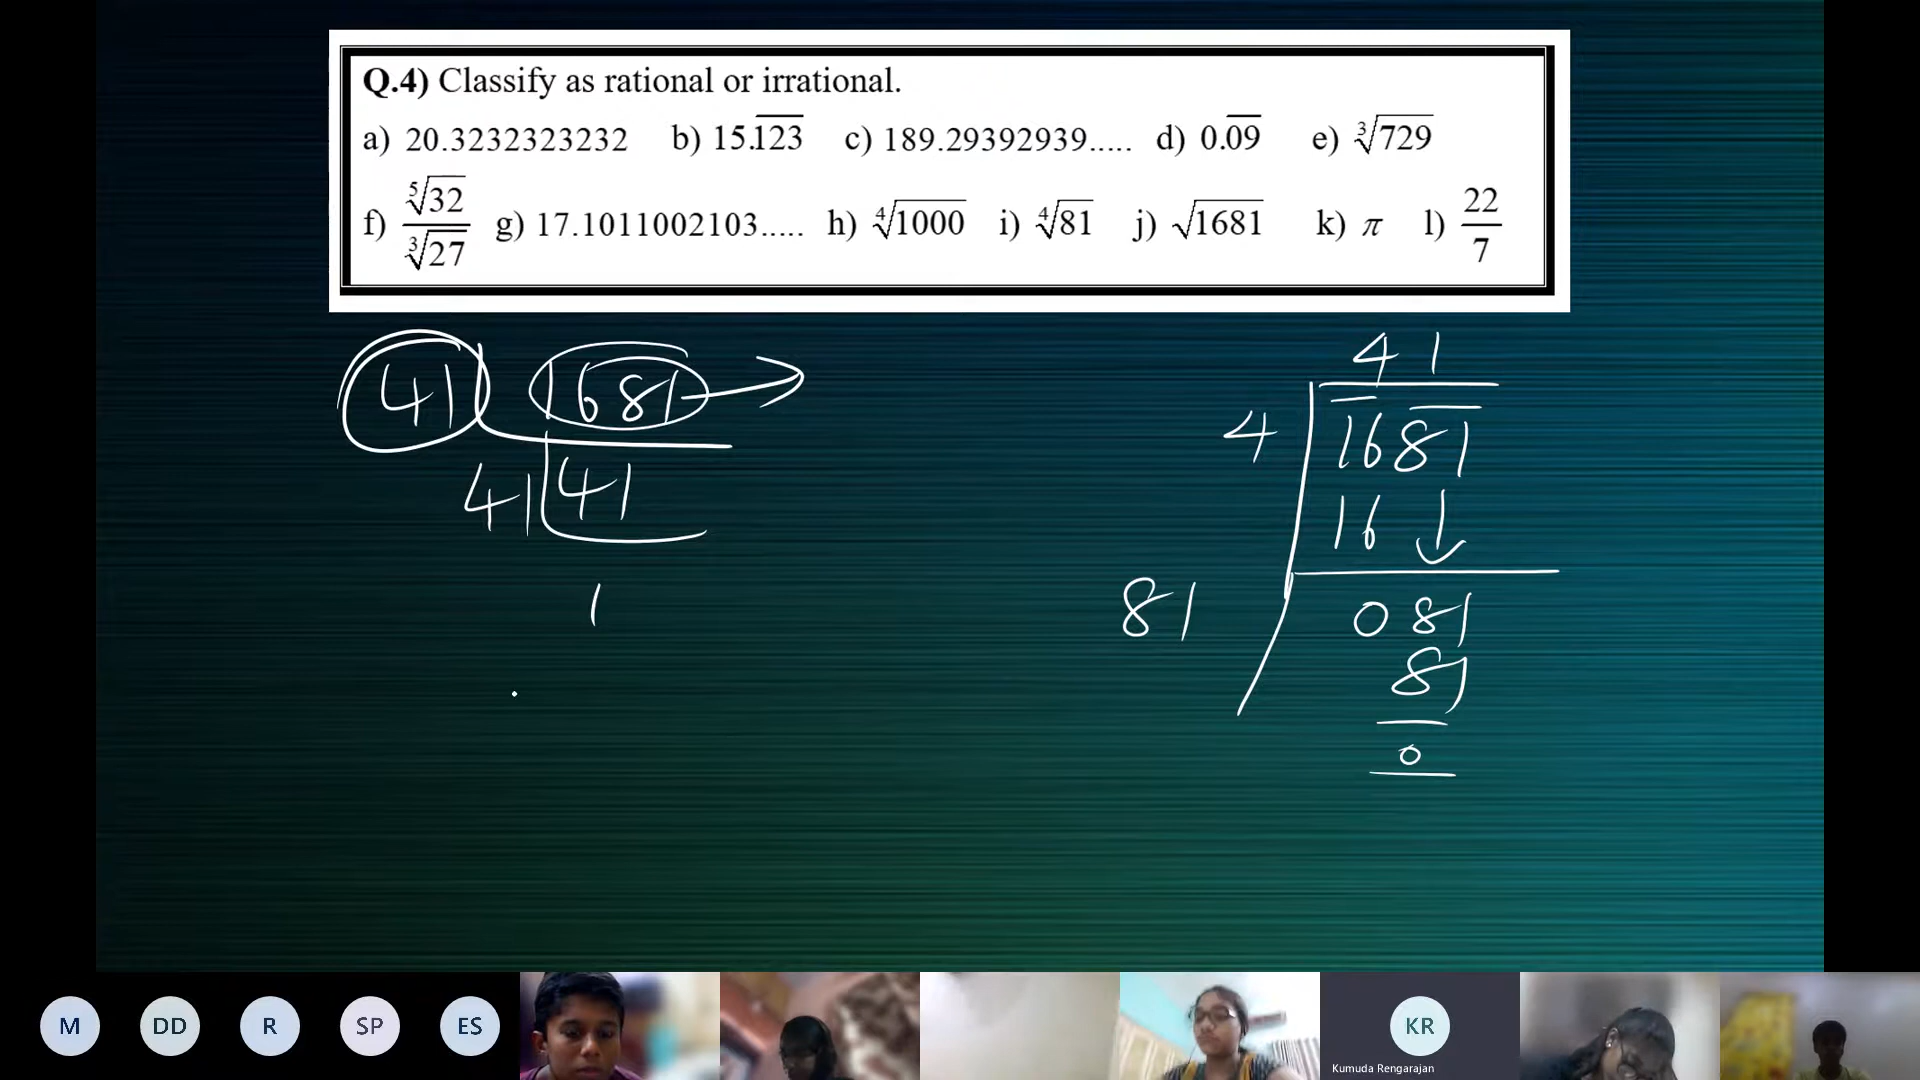 Q.4) Classify as rational or irrational.
a) 20.3232323232 b) 15.1̅2̅3̅ c) 189.29392939..... d) 0.0̅9̅ e) ∛729
f) ⁵√32 / ³√27 g) 17.1011002103..... h) ⁴√1000 i) ⁴√81 j) √1681 k) π l) 22/7
41 1681
41 41
1
41
4 1681
16
81 081
81
0
M DD R SP ES KR
Kumuda Rengarajan